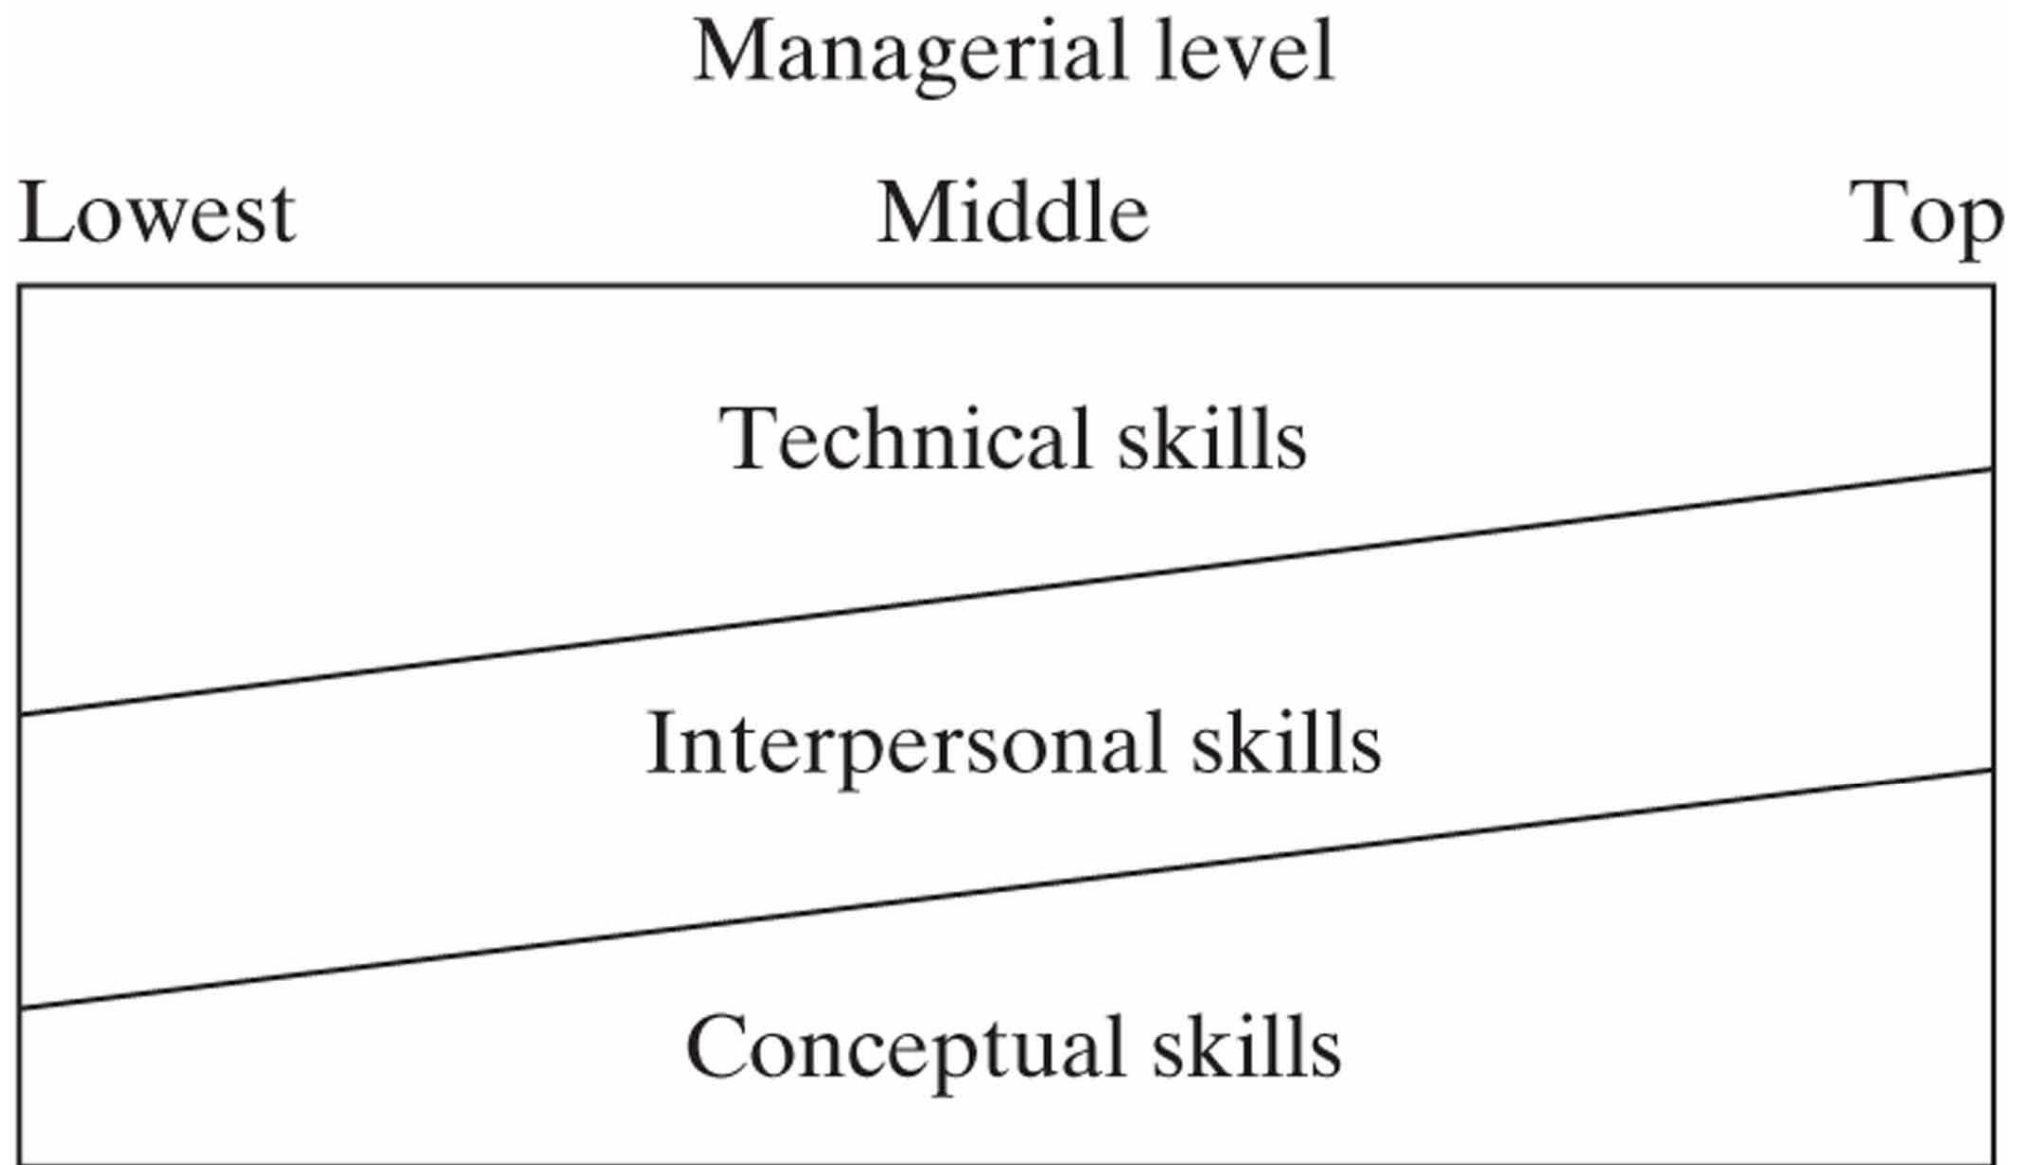 Managerial level
Lowest Middle Top
Technical skills
Interpersonal skills
Conceptual skills